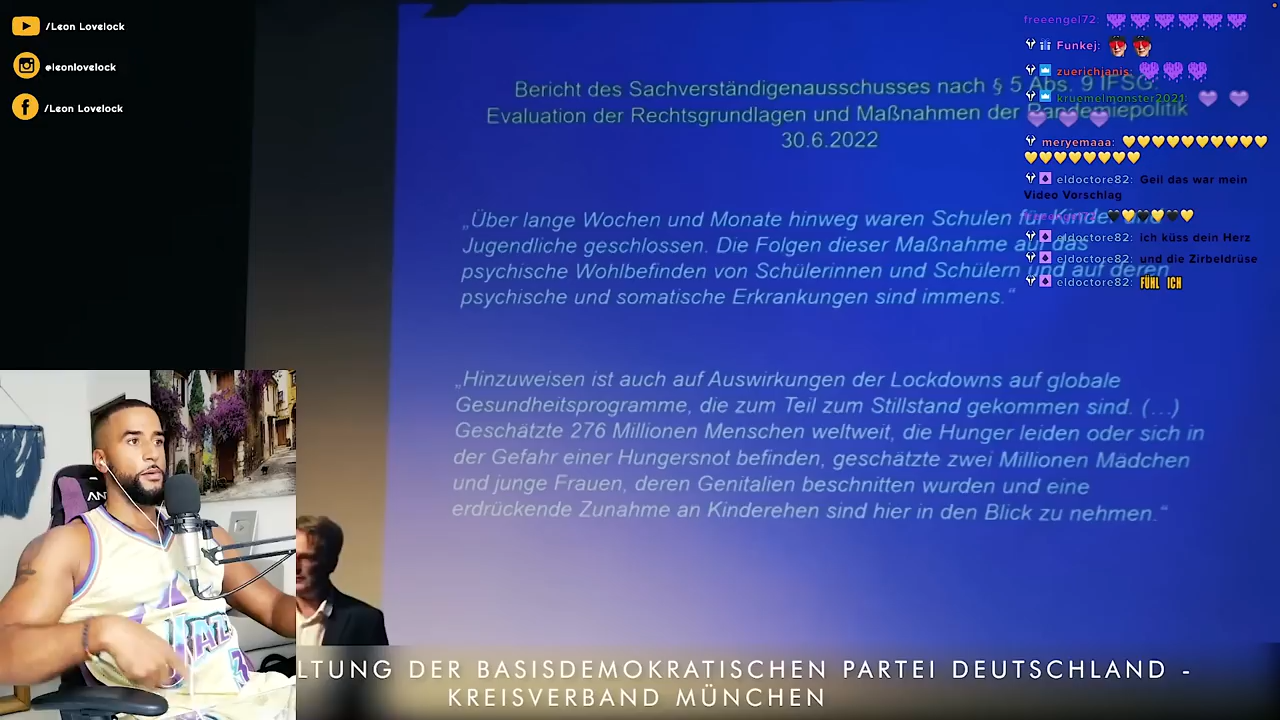 /Leon Lovelock
@leonlovelock
/Leon Lovelock
Bericht des Sachverständigenausschusses nach § 5 Abs. 9 IFSG:
Evaluation der Rechtsgrundlagen und Maßnahmen der Pandemiepolitik
30.6.2022
„Über lange Wochen und Monate hinweg waren Schulen für Kinder und
Jugendliche geschlossen. Die Folgen dieser Maßnahme auf das
psychische Wohlbefinden von Schülerinnen und Schülern und auf deren
psychische und somatische Erkrankungen sind immens.“
„Hinzuweisen ist auch auf Auswirkungen der Lockdowns auf globale
Gesundheitsprogramme, die zum Teil zum Stillstand gekommen sind. (…)
Geschätzte 276 Millionen Menschen weltweit, die Hunger leiden oder sich in
der Gefahr einer Hungersnot befinden, geschätzte zwei Millionen Mädchen
und junge Frauen, deren Genitalien beschnitten wurden und eine
erdrückende Zunahme an Kinderehen sind hier in den Blick zu nehmen.“
freeengel72: 💜💜💜💜💜💜
Funkej:
zuerichjanis: 💜💜💜
kruemelmonster2021: 💜 💜
💜 💜 💜
meryemaaa: 💛💛💛💛💛💛💛💛💛💛
💛💛💛💛💛💛💛💛
eldoctore82: Geil das war mein
Video Vorschlag
🖤💛🖤💛🖤💛
eldoctore82: ich küss dein Herz
eldoctore82: und die Zirbeldrüse
eldoctore82: FÜHL ICH
AN
JAZZ
3
LTUNG DER BASISDEMOKRATISCHEN PARTEI DEUTSCHLAND -
KREISVERBAND MÜNCHEN